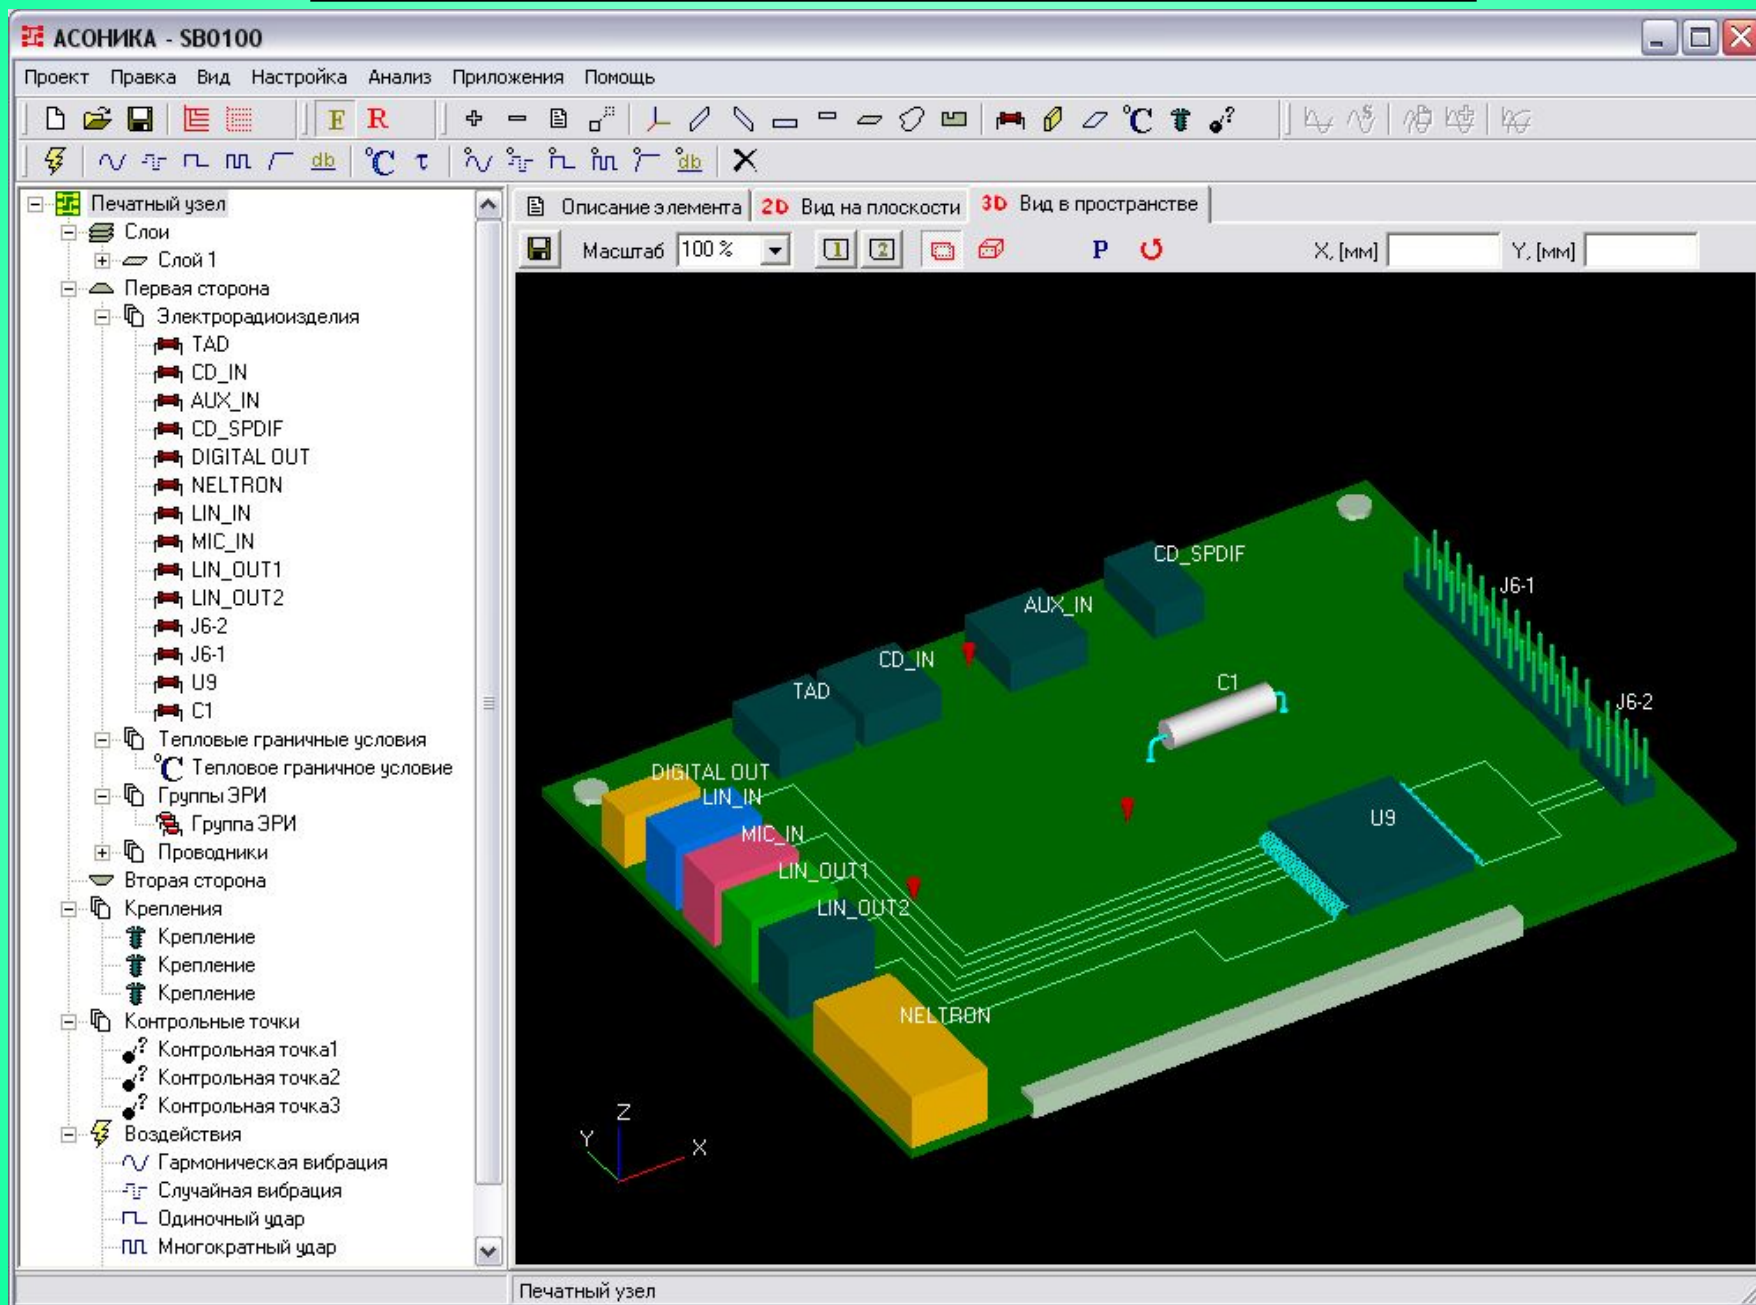 АСОНИКА - SB0100
Проект Правка Вид Настройка Анализ Приложения Помощь
F R °C ?
db °C τ db
Печатный узел
Слои
Слой 1
Первая сторона
Электрорадиоизделия
TAD
CD_IN
AUX_IN
CD_SPDIF
DIGITAL OUT
NELTRON
LIN_IN
MIC_IN
LIN_OUT1
LIN_OUT2
J6-2
J6-1
U9
C1
Тепловые граничные условия
°C Тепловое граничное условие
Группы ЭРИ
Группа ЭРИ
Проводники
Вторая сторона
Крепления
Крепление
Крепление
Крепление
Контрольные точки
Контрольная точка1
Контрольная точка2
Контрольная точка3
Воздействия
Гармоническая вибрация
Случайная вибрация
Одиночный удар
Многократный удар
Описание элемента 2D Вид на плоскости 3D Вид в пространстве
Масштаб 100 % 1 2 P X, [мм] Y, [мм]
CD_SPDIF
J6-1
AUX_IN
CD_IN
C1
TAD
J6-2
DIGITAL OUT
LIN_IN
U9
MIC_IN
LIN_OUT1
LIN_OUT2
NELTRON
Z
Y
X
Печатный узел